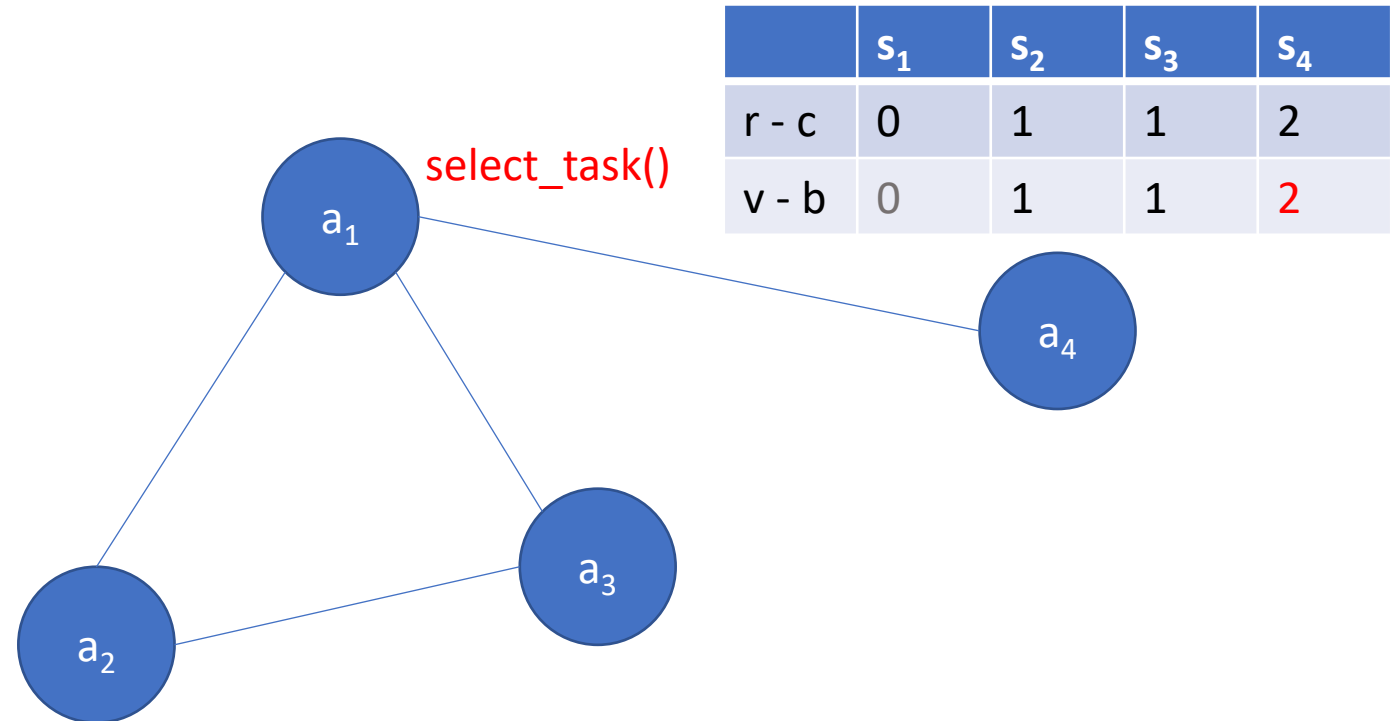 s₁ s₂ s₃ s₄
r - c 0 1 1 2
v - b 0 1 1 2
select_task()
a₁
a₄
a₃
a₂